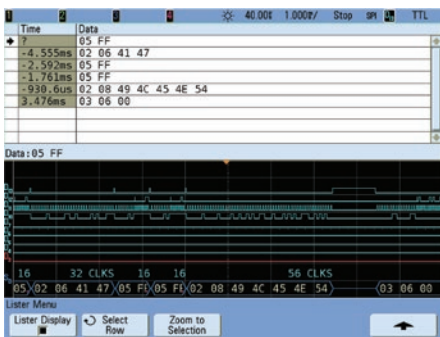 1 2 3 4 40.00% 1.000%/ Stop SPI TTL
Time Data
? 05 FF
-4.555ms 02 06 41 47
-2.592ms 05 FF
-1.761ms 05 FF
-930.6us 02 08 49 4C 45 4E 54
3.476ms 03 06 00
Data:05 FF
16 32 CLKS 16 16 56 CLKS
05 02 06 41 47 05 FF 05 FF 02 08 49 4C 45 4E 54 03 06 00
Lister Menu
Lister Display Select Row Zoom to Selection